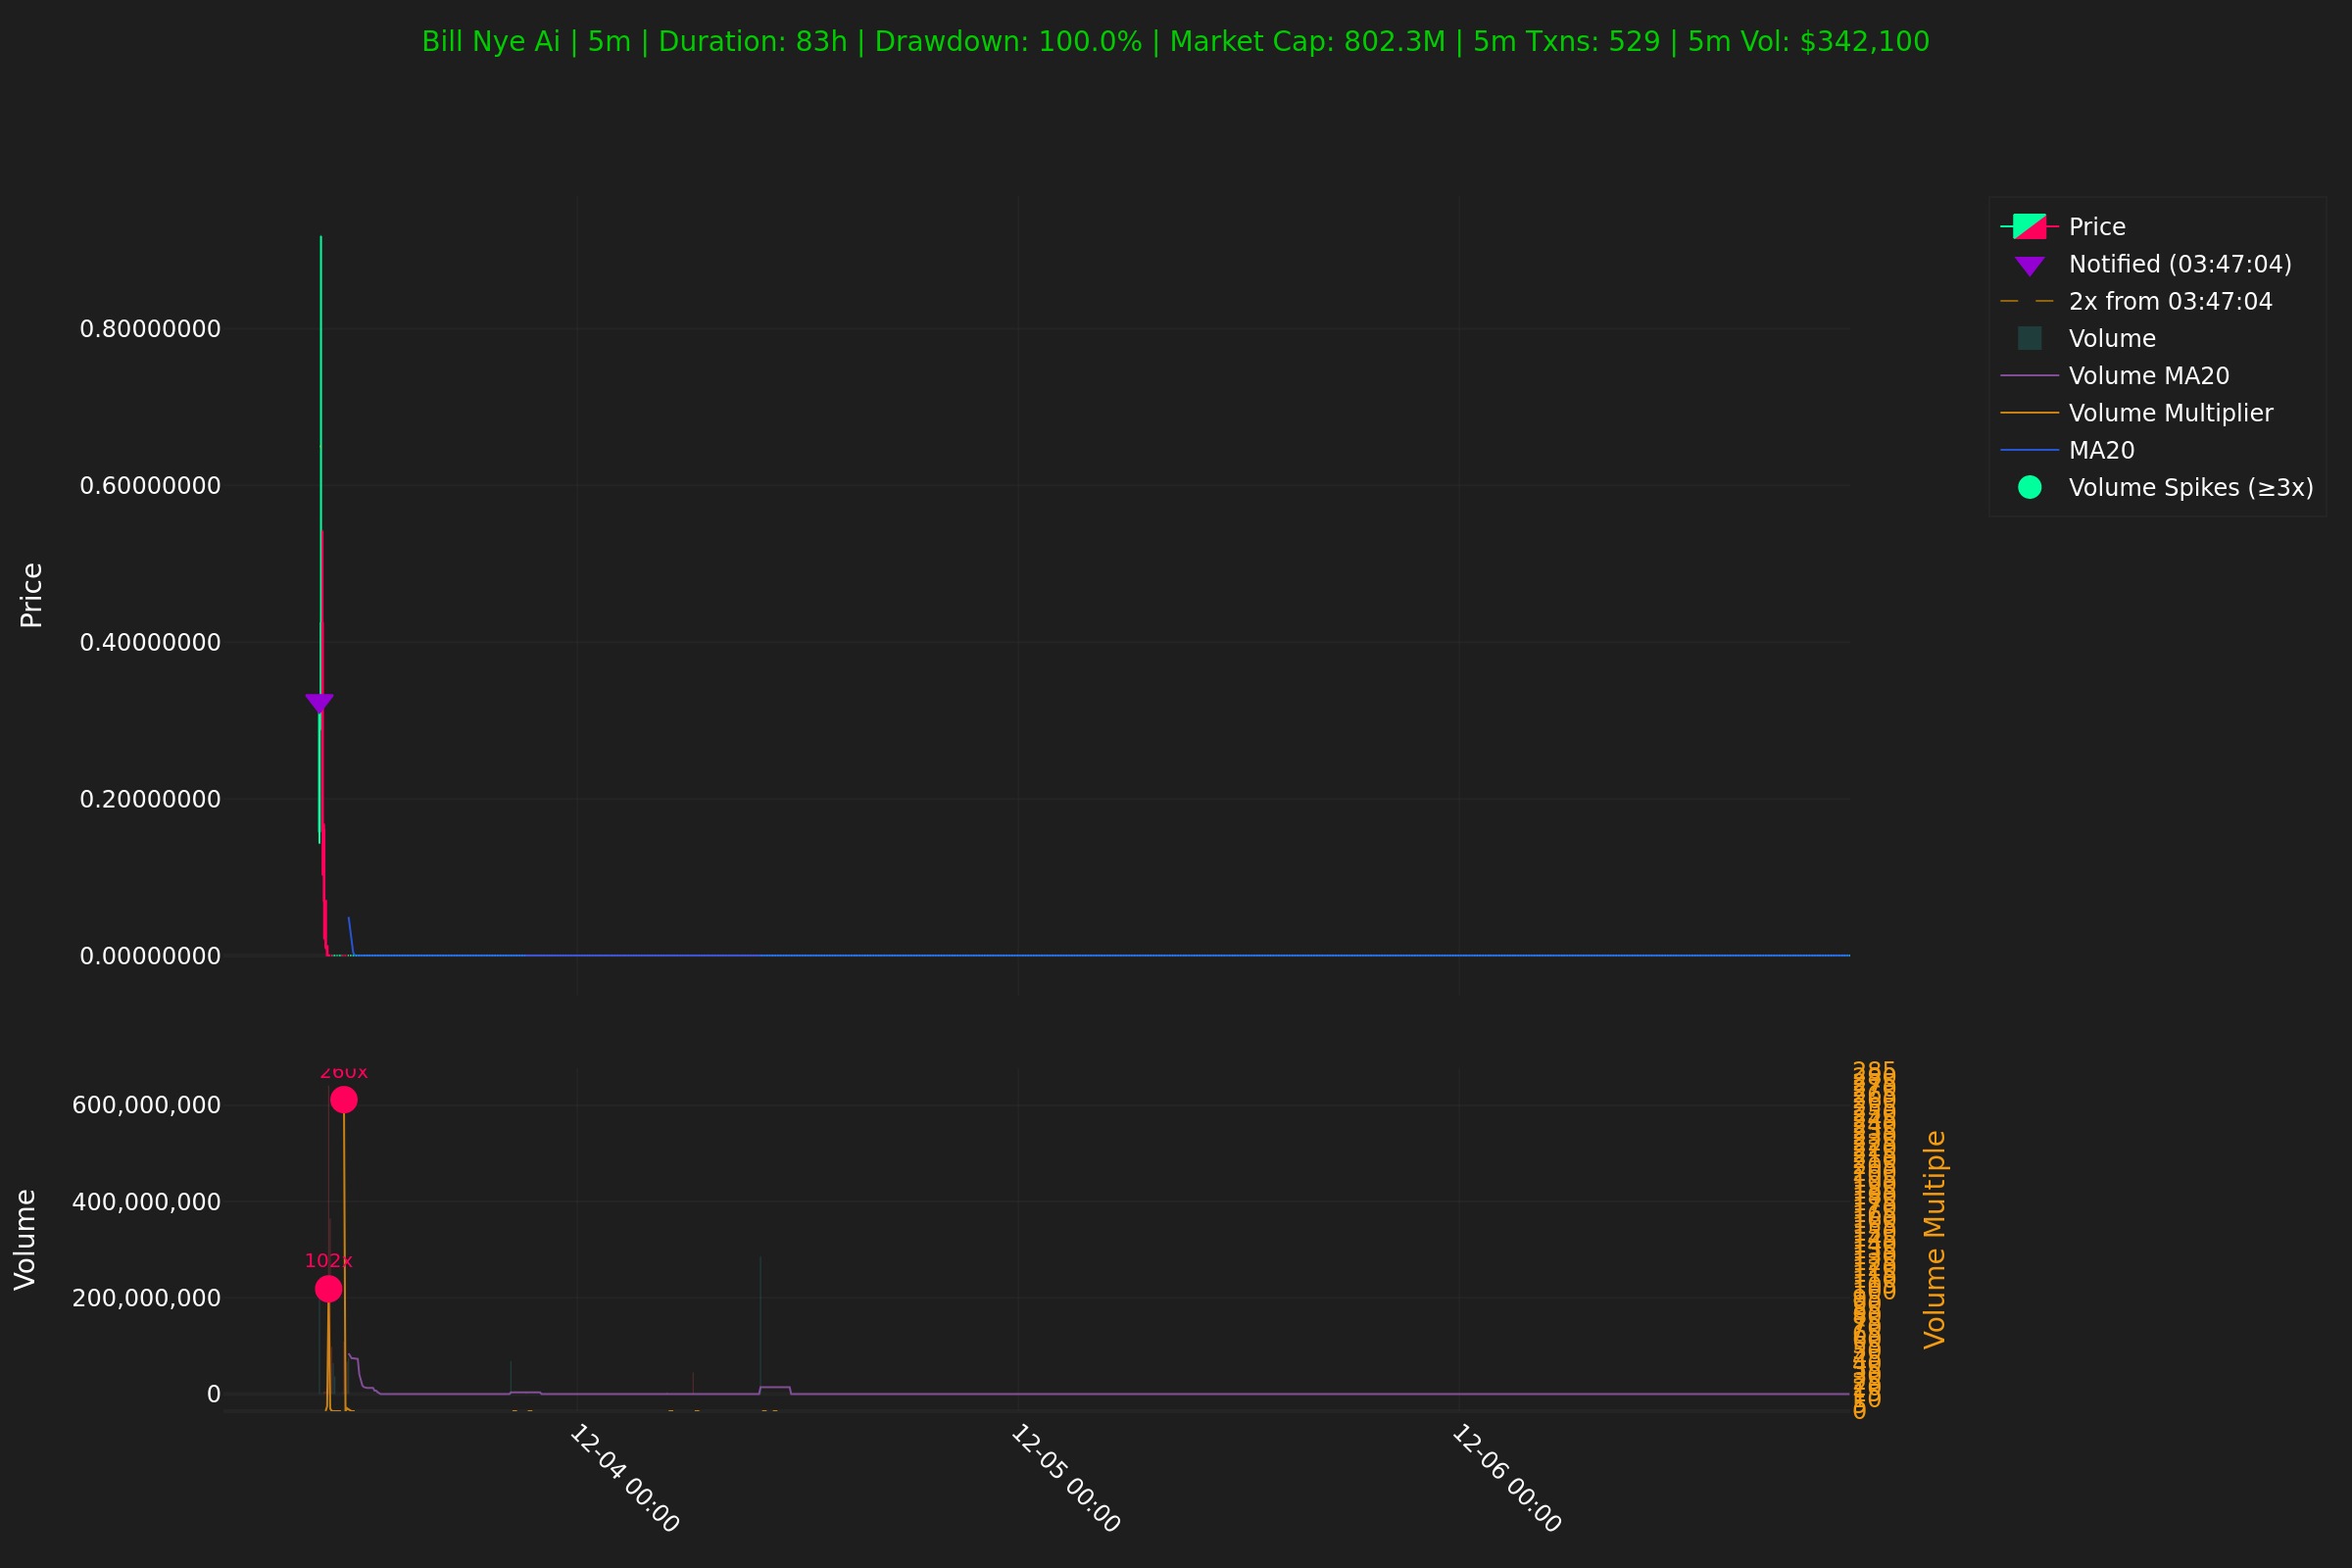 Bill Nye Ai | 5m | Duration: 83h | Drawdown: 100.0% | Market Cap: 802.3M | 5m Txns: 529 | 5m Vol: $342,100
Price
Notified (03:47:04)
2x from 03:47:04
Volume
Volume MA20
Volume Multiplier
MA20
Volume Spikes (≥3x)
Price
0.80000000
0.60000000
0.40000000
0.20000000
0.00000000
Volume
600,000,000
400,000,000
200,000,000
0
260x
102x
285
0
Volume Multiple
12-04 00:00
12-05 00:00
12-06 00:00